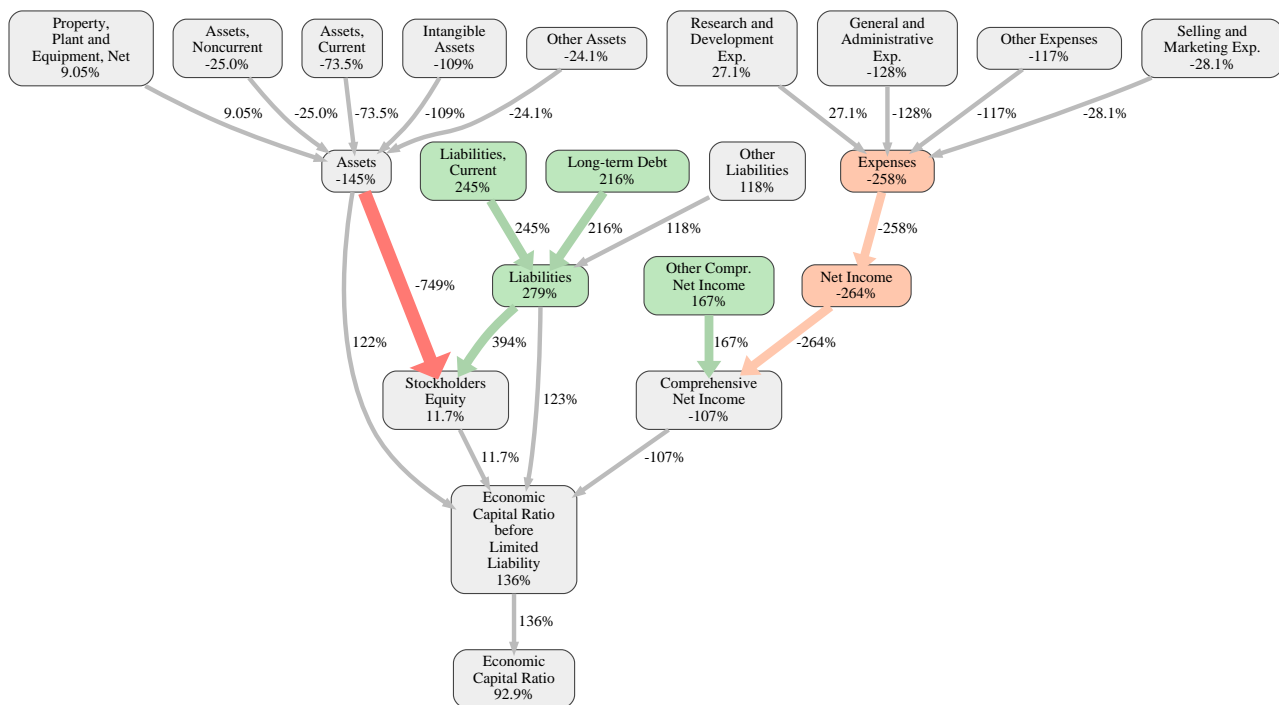 Property,
Plant and
Equipment, Net
9.05%
Assets,
Noncurrent
-25.0%
Assets,
Current
-73.5%
Intangible
Assets
-109%
Other Assets
-24.1%
Research and
Development
Exp.
27.1%
General and
Administrative
Exp.
-128%
Other Expenses
-117%
Selling and
Marketing Exp.
-28.1%
9.05%
-25.0%
-73.5%
-109%
-24.1%
27.1%
-128%
-117%
-28.1%
Assets
-145%
Liabilities,
Current
245%
Long-term Debt
216%
Other
Liabilities
118%
Expenses
-258%
245%
216%
118%
-258%
Liabilities
279%
Other Compr.
Net Income
167%
Net Income
-264%
-749%
122%
394%
123%
167%
-264%
Stockholders
Equity
11.7%
Comprehensive
Net Income
-107%
11.7%
-107%
Economic
Capital Ratio
before
Limited
Liability
136%
136%
Economic
Capital Ratio
92.9%